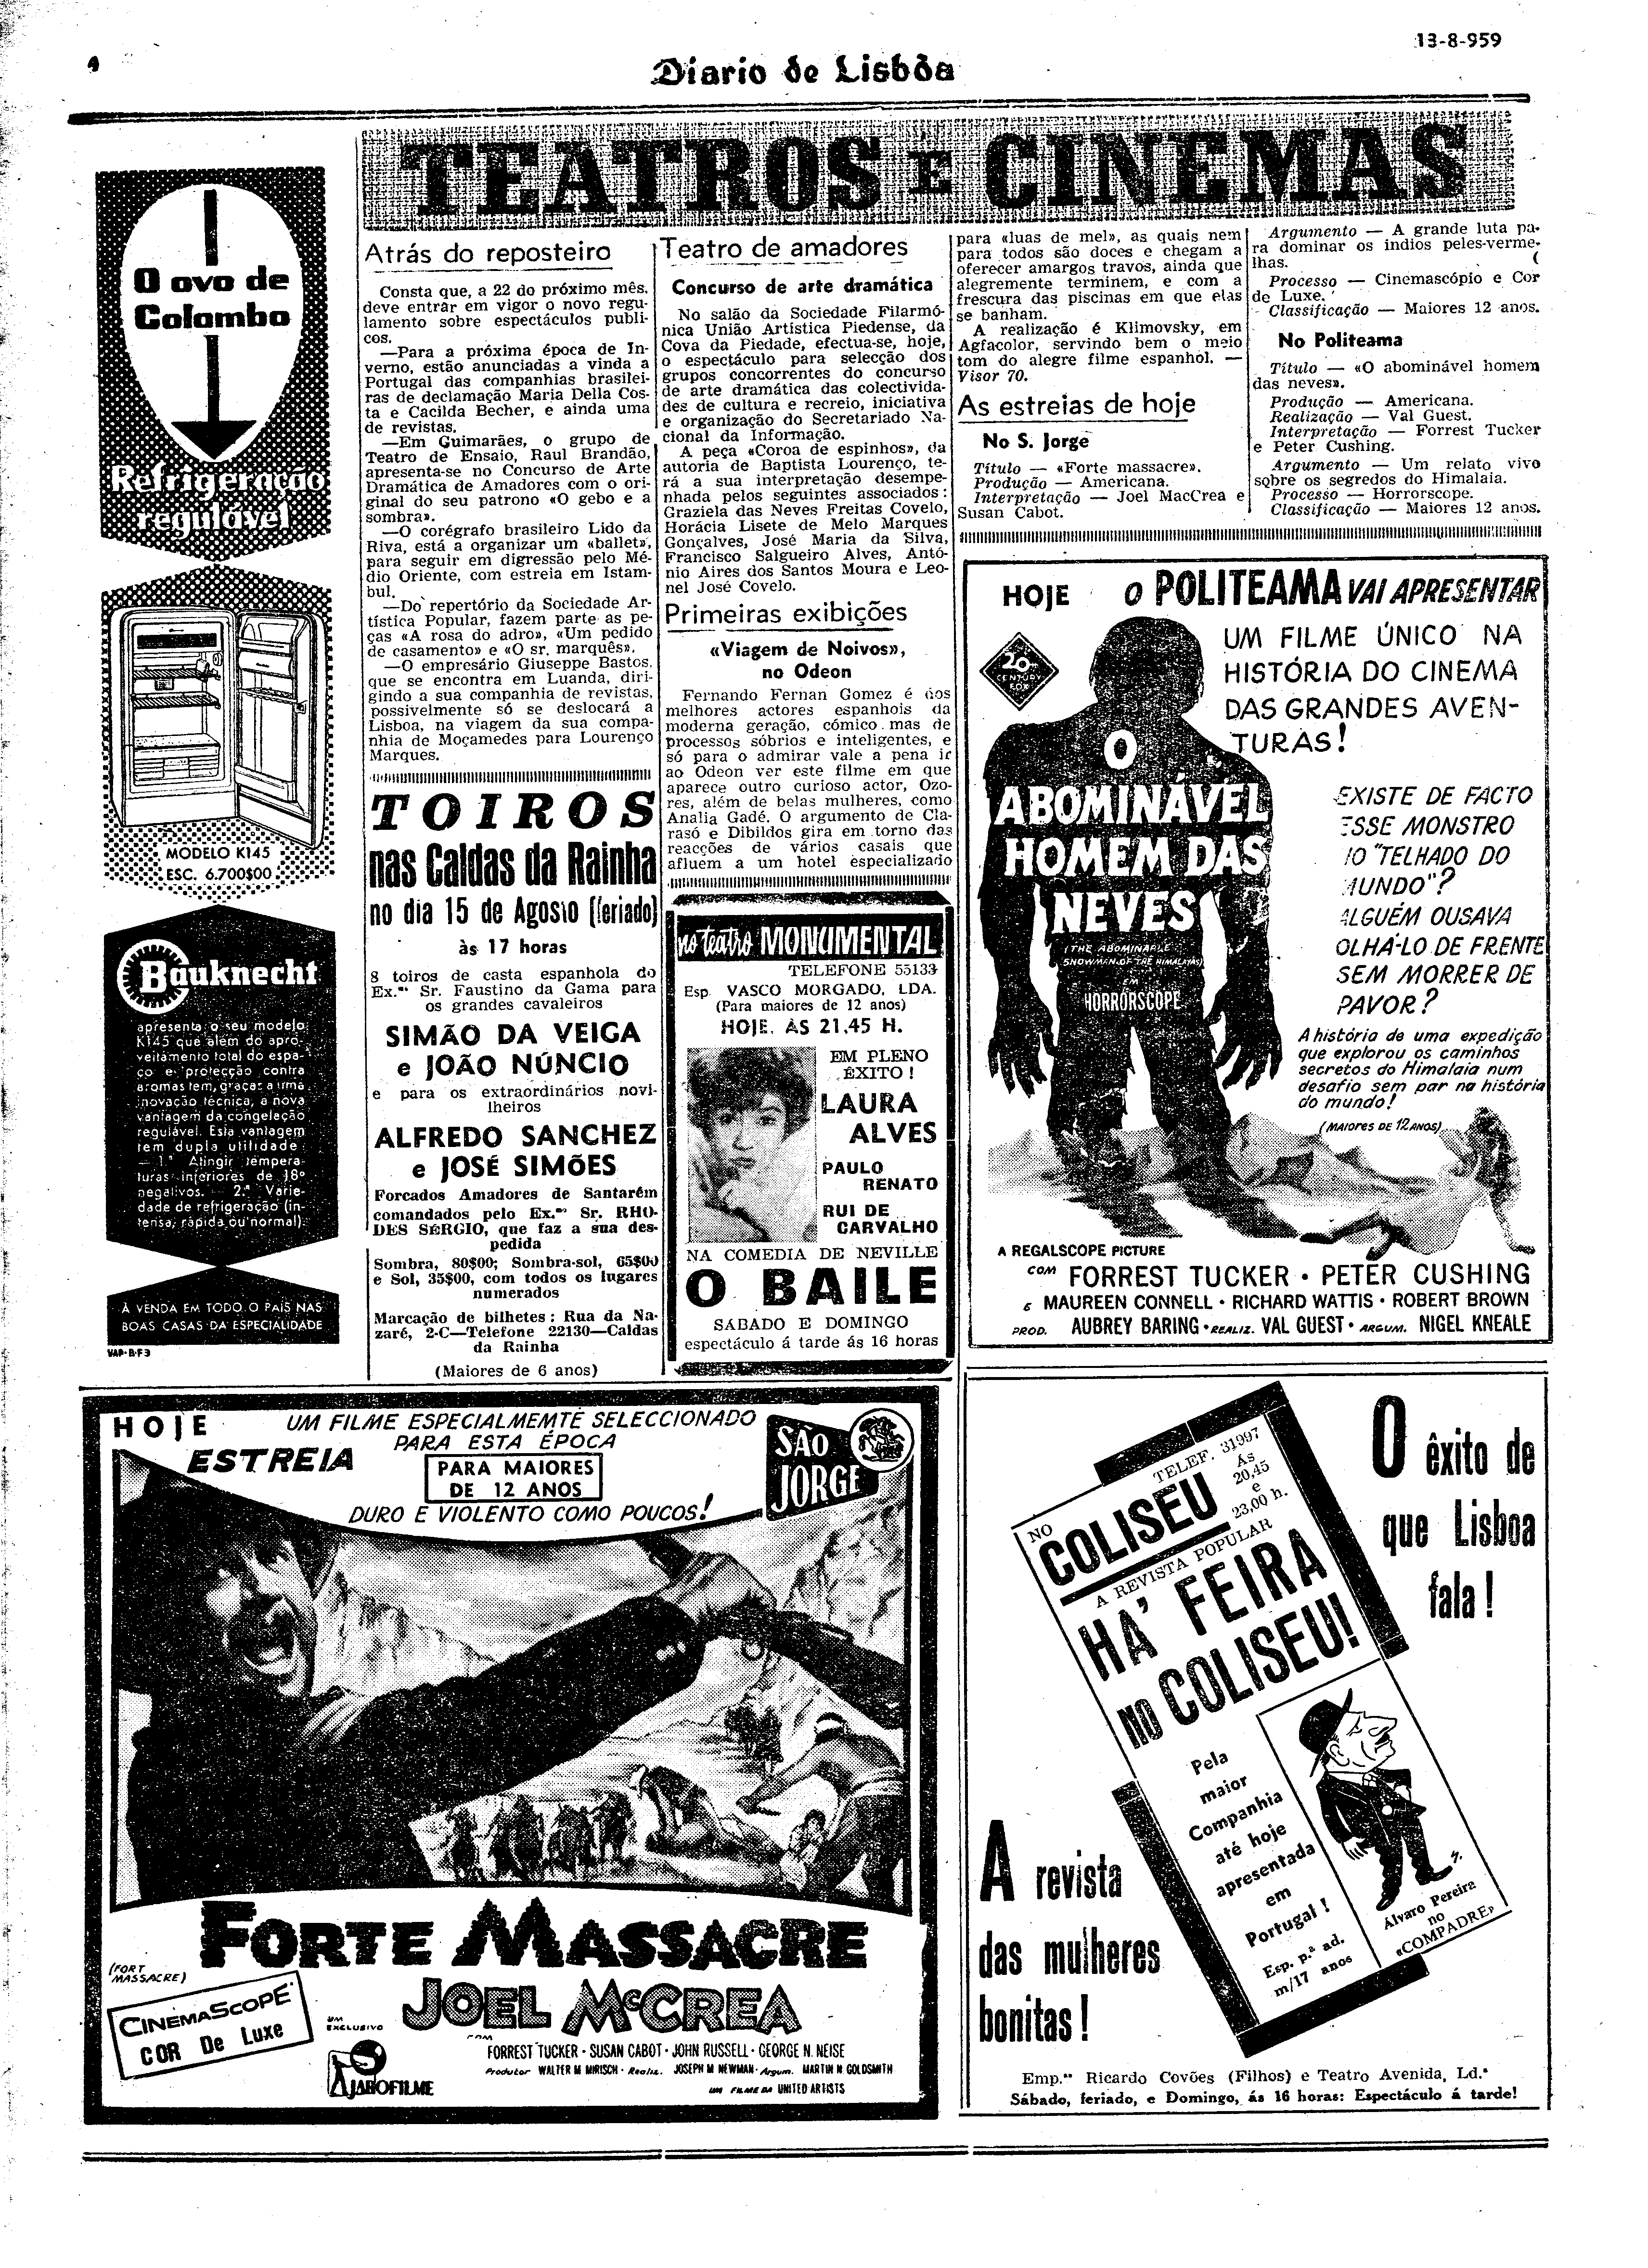 4
Diario de Lisbôa
13-8-959
TEATROS E CINEMAS
O ovo de
Colombo
Refrigeração
regulável
MODELO K145
ESC. 6.700$00
Bauknecht
apresenta o seu modelo
K145 que além do apro-
veitamento total do espa-
ço e protecção contra
aromas tem, graças a uma
inovação técnica, a nova
vantagem da congelação
regulável. Esta vantagem
tem dupla utilidade
— 1.ª Atingir tempera-
turas inferiores de 18º
negativos. — 2.ª Varie-
dade de refrigeração (in-
tensa, rápida ou normal).
À VENDA EM TODO O PAÍS NAS
BOAS CASAS DA ESPECIALIDADE
VAP-B-F3
Atrás do reposteiro
Consta que, a 22 do próximo mês,
deve entrar em vigor o novo regu-
lamento sobre espectáculos publi-
cos.
—Para a próxima época de In-
verno, estão anunciadas a vinda a
Portugal das companhias brasilei-
ras de declamação Maria Della Cos-
ta e Cacilda Becher, e ainda uma
de revistas.
—Em Guimarães, o grupo de
Teatro de Ensaio, Raul Brandão,
apresenta-se no Concurso de Arte
Dramática de Amadores com o ori-
ginal do seu patrono «O gebo e a
sombra».
—O corégrafo brasileiro Lido da
Riva, está a organizar um «ballet»,
para seguir em digressão pelo Mé-
dio Oriente, com estreia em Istam-
bul.
—Do repertório da Sociedade Ar-
tística Popular, fazem parte as pe-
ças «A rosa do adro», «Um pedido
de casamento» e «O sr. marquês».
—O empresário Giuseppe Bastos,
que se encontra em Luanda, diri-
gindo a sua companhia de revistas,
possivelmente só se deslocará a
Lisboa, na viagem da sua compa-
nhia de Moçamedes para Lourenço
Marques.
TOIROS
nas Caldas da Rainha
no dia 15 de Agosto (feriado)
às 17 horas
8 toiros de casta espanhola do
Ex.ᵐᵒ Sr. Faustino da Gama para
os grandes cavaleiros
SIMÃO DA VEIGA
e JOÃO NÚNCIO
e para os extraordinários novi-
lheiros
ALFREDO SANCHEZ
e JOSÉ SIMÕES
Forcados Amadores de Santarém
comandados pelo Ex.ᵐᵒ Sr. RHO-
DES SÉRGIO, que faz a sua des-
pedida
Sombra, 80$00; Sombra-sol, 65$00
e Sol, 35$00, com todos os lugares
numerados
Marcação de bilhetes: Rua da Na-
zaré, 2-C—Telefone 22130—Caldas
da Rainha
(Maiores de 6 anos)
Teatro de amadores
Concurso de arte dramática
No salão da Sociedade Filarmó-
nica União Artística Piedense, da
Cova da Piedade, efectua-se, hoje,
o espectáculo para selecção dos
grupos concorrentes do concurso
de arte dramática das colectivida-
des de cultura e recreio, iniciativa
e organização do Secretariado Na-
cional da Informação.
A peça «Coroa de espinhos», da
autoria de Baptista Lourenço, te-
rá a sua interpretação desempe-
nhada pelos seguintes associados:
Graziela das Neves Freitas Covelo,
Horácia Lisete de Melo Marques
Gonçalves, José Maria da Silva,
Francisco Salgueiro Alves, Antó-
nio Aires dos Santos Moura e Leo-
nel José Covelo.
Primeiras exibições
«Viagem de Noivos»,
no Odeon
Fernando Fernan Gomez é dos
melhores actores espanhois da
moderna geração, cómico mas de
processos sóbrios e inteligentes, e
só para o admirar vale a pena ir
ao Odeon ver este filme em que
aparece outro curioso actor, Ozo-
res, além de belas mulheres, como
Analia Gadé. O argumento de Cla-
rasó e Dibildos gira em torno das
reacções de vários casais que
afluem a um hotel especializado
no teatro MONUMENTAL
TELEFONE 55133
Esp. VASCO MORGADO, LDA.
(Para maiores de 12 anos)
HOJE, ÀS 21,45 H.
EM PLENO
ÊXITO!
LAURA
ALVES
PAULO
RENATO
RUI DE
CARVALHO
NA COMEDIA DE NEVILLE
O BAILE
SÁBADO E DOMINGO
espectáculo á tarde ás 16 horas
para «luas de mel», as quais nem
para todos são doces e chegam a
oferecer amargos travos, ainda que
alegremente terminem, e com a
frescura das piscinas em que elas
se banham.
A realização é Klimovsky, em
Agfacolor, servindo bem o meio
tom do alegre filme espanhol. —
Visor 70.
As estreias de hoje
No S. Jorge
Título — «Forte massacre».
Produção — Americana.
Interpretação — Joel MacCrea e
Susan Cabot.
Argumento — A grande luta pa-
ra dominar os indios peles-verme-
lhas.
Processo — Cinemascópio e Cor
de Luxe.
Classificação — Maiores 12 anos.
No Politeama
Título — «O abominável homem
das neves».
Produção — Americana.
Realização — Val Guest.
Interpretação — Forrest Tucker
e Peter Cushing.
Argumento — Um relato vivo
sobre os segredos do Himalaia.
Processo — Horrorscope.
Classificação — Maiores 12 anos.
HOJE O POLITEAMA VAI APRESENTAR
20th
CENTURY
FOX
UM FILME ÚNICO NA
HISTÓRIA DO CINEMA
DAS GRANDES AVEN-
TURAS!
O
ABOMINÁVEL
HOMEM DAS
NEVES
(THE ABOMINABLE
SNOWMAN OF THE HIMALAYAS)
EM
HORRORSCOPE
EXISTE DE FACTO
ESSE MONSTRO
NO "TELHADO DO
MUNDO"?
ALGUÉM OUSAVA
OLHÁ-LO DE FRENTE
SEM MORRER DE
PAVOR?
A história de uma expedição
que explorou os caminhos
secretos do Himalaia num
desafio sem par na história
do mundo!
(MAIORES DE 12 ANOS)
A REGALSCOPE PICTURE
COM FORREST TUCKER • PETER CUSHING
E MAUREEN CONNELL • RICHARD WATTIS • ROBERT BROWN
PROD. AUBREY BARING • REALIZ. VAL GUEST • ARGUM. NIGEL KNEALE
HOJE
ESTREIA
UM FILME ESPECIALMEMTE SELECCIONADO
PARA ESTA ÉPOCA
PARA MAIORES
DE 12 ANOS
DURO E VIOLENTO COMO POUCOS!
SÃO
JORGE
FORTE MASSACRE
(FORT
MASSACRE)
CINEMASCOPE
COR De Luxe
JOEL McCREA
UM
EXCLUSIVO
JABOFILME
COM
FORREST TUCKER • SUSAN CABOT • JOHN RUSSELL • GEORGE N. NEISE
Produtor WALTER M MIRISCH • Realiz. JOSEPH M NEWMAN • Argum. MARTIN N GOLDSMITH
UM FILME DA UNITED ARTISTS
O êxito de
que Lisboa
fala!
NO
COLISEU
TELEF. 31997
Às
20,45
e
23,00 h.
A REVISTA POPULAR
HA' FEIRA
NO COLISEU!
Pela
maior
Companhia
até hoje
apresentada
em
Portugal!
Esp. p.ª ad.
m/17 anos
Álvaro Pereira
no
«COMPADRE»
A revista
das mulheres
bonitas!
Emp.ᵃˢ Ricardo Covões (Filhos) e Teatro Avenida, Ld.ª
Sábado, feriado, e Domingo, ás 16 horas: Espectáculo á tarde!